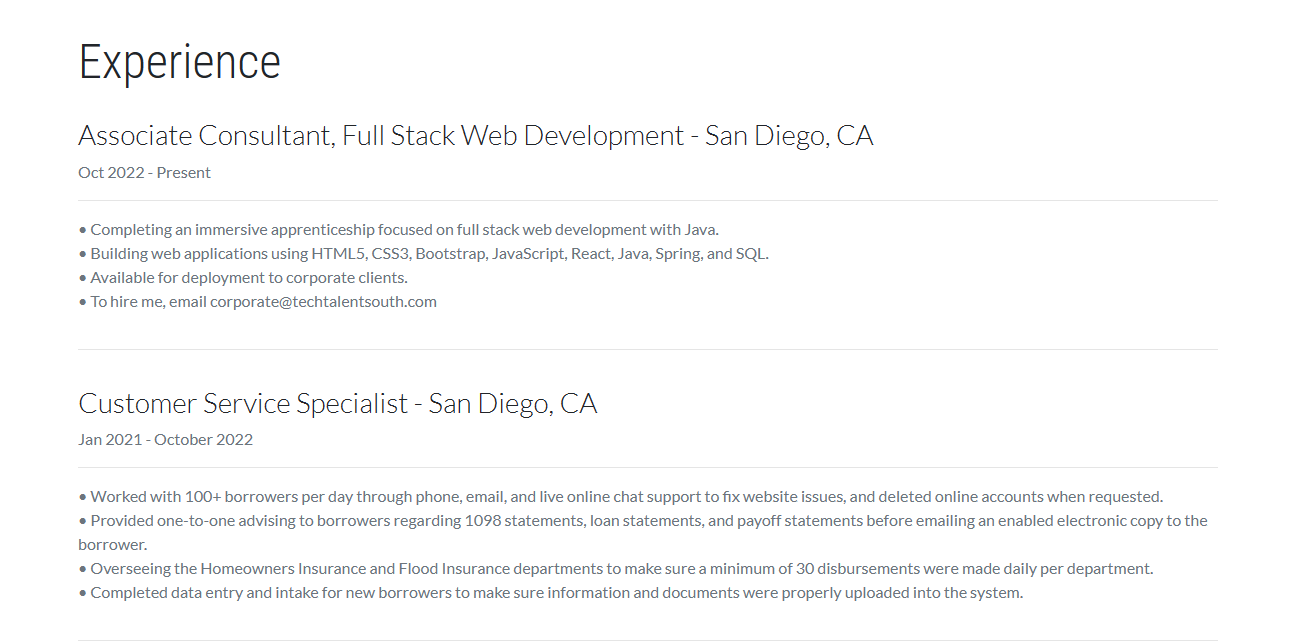 Experience
Associate Consultant, Full Stack Web Development - San Diego, CA
Oct 2022 - Present
• Completing an immersive apprenticeship focused on full stack web development with Java.
• Building web applications using HTML5, CSS3, Bootstrap, JavaScript, React, Java, Spring, and SQL.
• Available for deployment to corporate clients.
• To hire me, email corporate@techtalentsouth.com
Customer Service Specialist - San Diego, CA
Jan 2021 - October 2022
• Worked with 100+ borrowers per day through phone, email, and live online chat support to fix website issues, and deleted online accounts when requested.
• Provided one-to-one advising to borrowers regarding 1098 statements, loan statements, and payoff statements before emailing an enabled electronic copy to the
borrower.
• Overseeing the Homeowners Insurance and Flood Insurance departments to make sure a minimum of 30 disbursements were made daily per department.
• Completed data entry and intake for new borrowers to make sure information and documents were properly uploaded into the system.